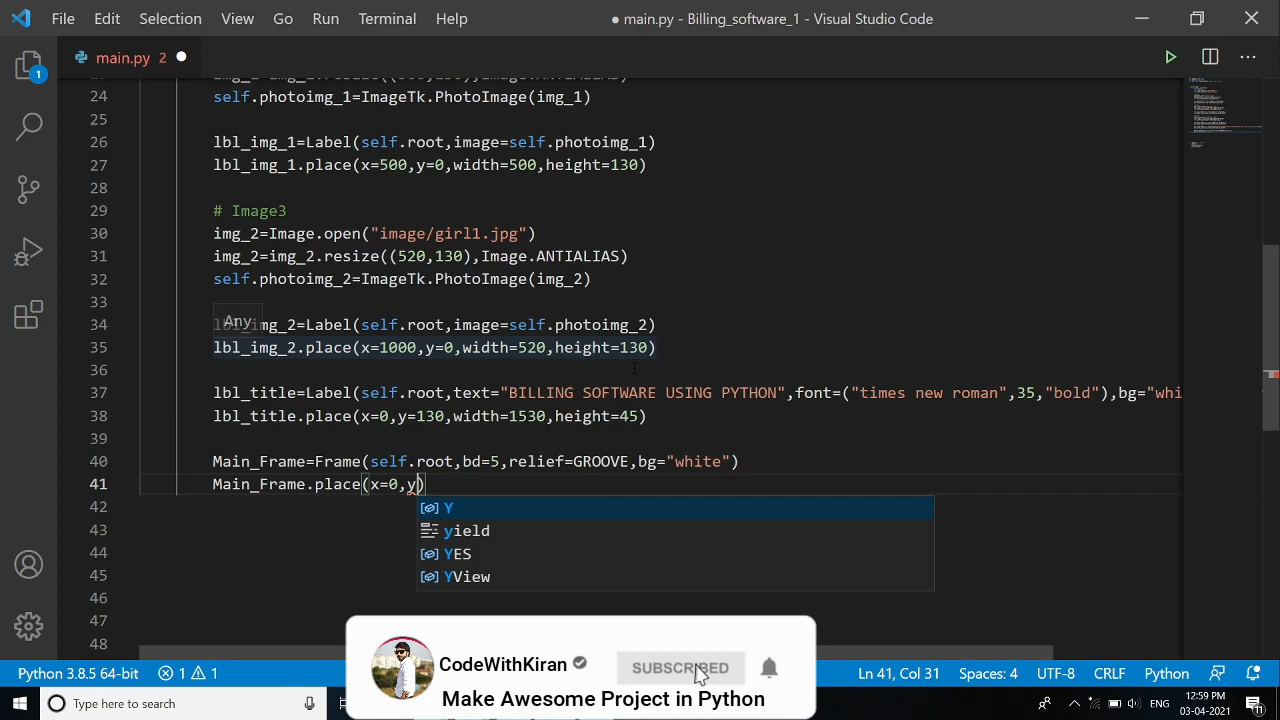 File Edit Selection View Go Run Terminal Help
● main.py - Billing_software_1 - Visual Studio Code
main.py 2 ●
24 self.photoimg_1=ImageTk.PhotoImage(img_1)
25
26 lbl_img_1=Label(self.root,image=self.photoimg_1)
27 lbl_img_1.place(x=500,y=0,width=500,height=130)
28
29 # Image3
30 img_2=Image.open("image/girl1.jpg")
31 img_2=img_2.resize((520,130),Image.ANTIALIAS)
32 self.photoimg_2=ImageTk.PhotoImage(img_2)
33
Any
34 lbl_img_2=Label(self.root,image=self.photoimg_2)
35 lbl_img_2.place(x=1000,y=0,width=520,height=130)
36
37 lbl_title=Label(self.root,text="BILLING SOFTWARE USING PYTHON",font=("times new roman",35,"bold"),bg="whi
38 lbl_title.place(x=0,y=130,width=1530,height=45)
39
40 Main_Frame=Frame(self.root,bd=5,relief=GROOVE,bg="white")
41 Main_Frame.place(x=0,y)
42
Y
43
yield
44
YES
45
YView
46
47
48
1
CodeWithKiran
SUBSCRIBED
Make Awesome Project in Python
Python 3.8.5 64-bit 1 1 Ln 41, Col 31 Spaces: 4 UTF-8 CRLF Python
Type here to search
12:59 PM
03-04-2021
11